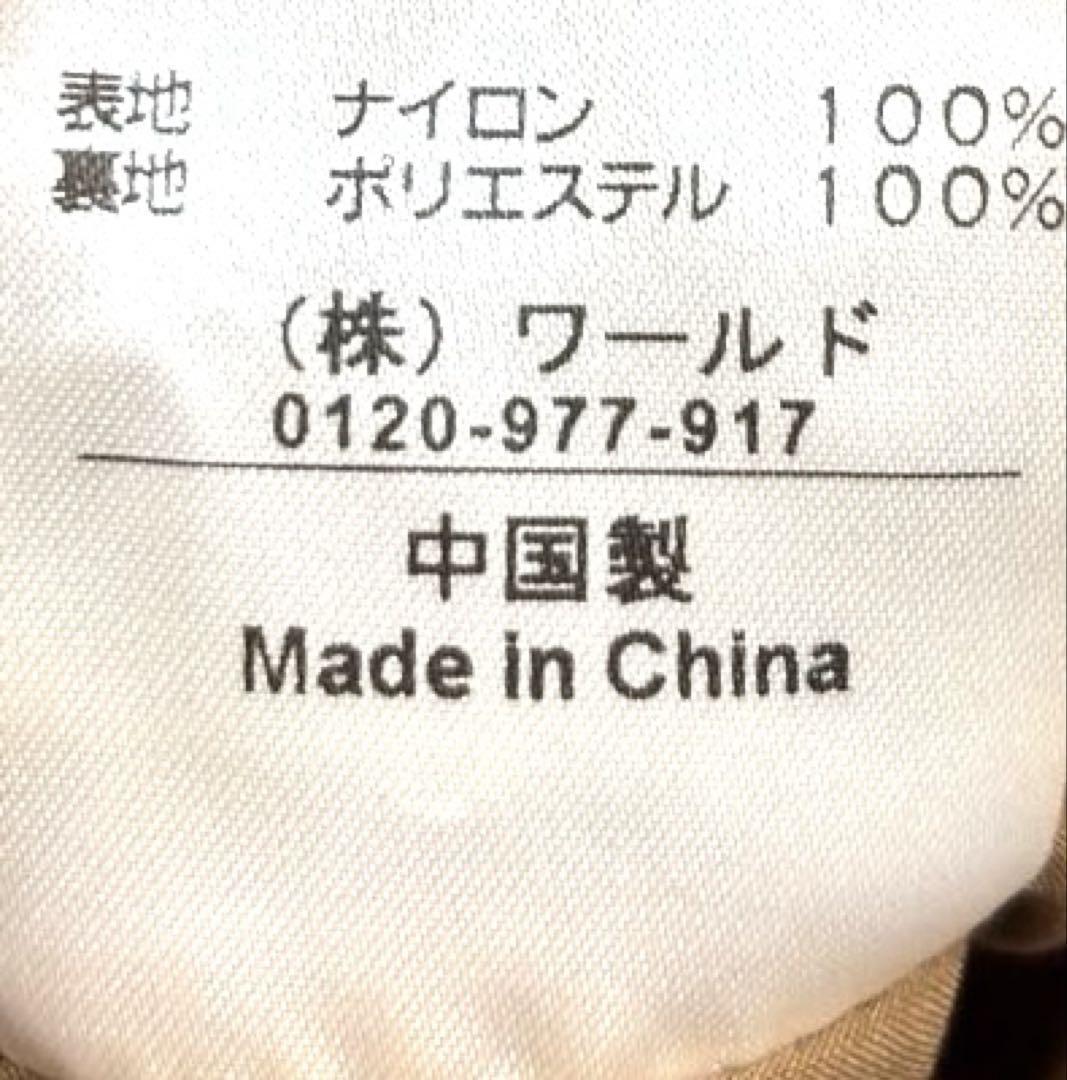 表地 ナイロン 100%
裏地 ポリエステル 100%
(株) ワールド
0120-977-917
中国製
Made in China